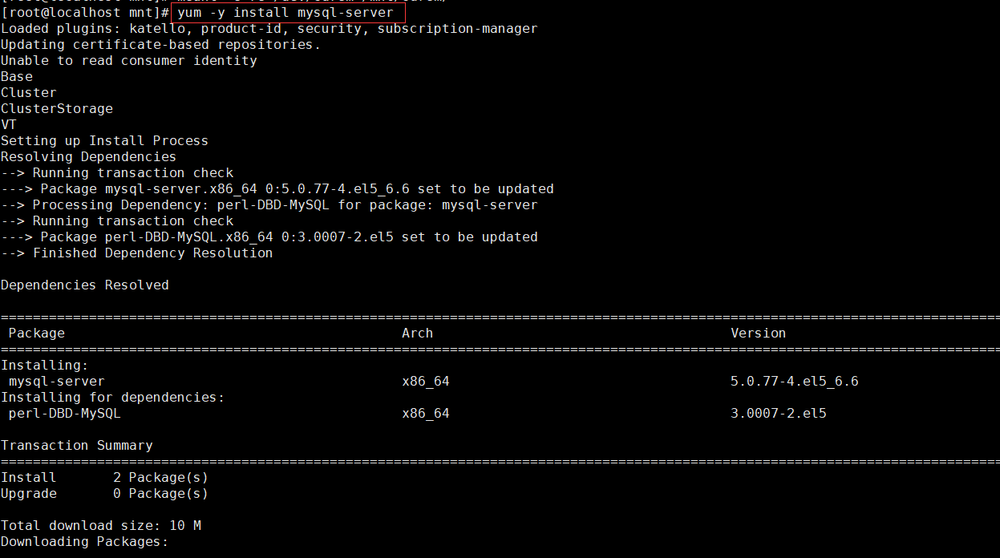 [root@localhost mnt]# yum -y install mysql-server
Loaded plugins: katello, product-id, security, subscription-manager
Updating certificate-based repositories.
Unable to read consumer identity
Base
Cluster
ClusterStorage
VT
Setting up Install Process
Resolving Dependencies
--> Running transaction check
---> Package mysql-server.x86_64 0:5.0.77-4.el5_6.6 set to be updated
--> Processing Dependency: perl-DBD-MySQL for package: mysql-server
--> Running transaction check
---> Package perl-DBD-MySQL.x86_64 0:3.0007-2.el5 set to be updated
--> Finished Dependency Resolution
Dependencies Resolved
Package Arch Version
Installing:
mysql-server x86_64 5.0.77-4.el5_6.6
Installing for dependencies:
perl-DBD-MySQL x86_64 3.0007-2.el5
Transaction Summary
Install 2 Package(s)
Upgrade 0 Package(s)
Total download size: 10 M
Downloading Packages: